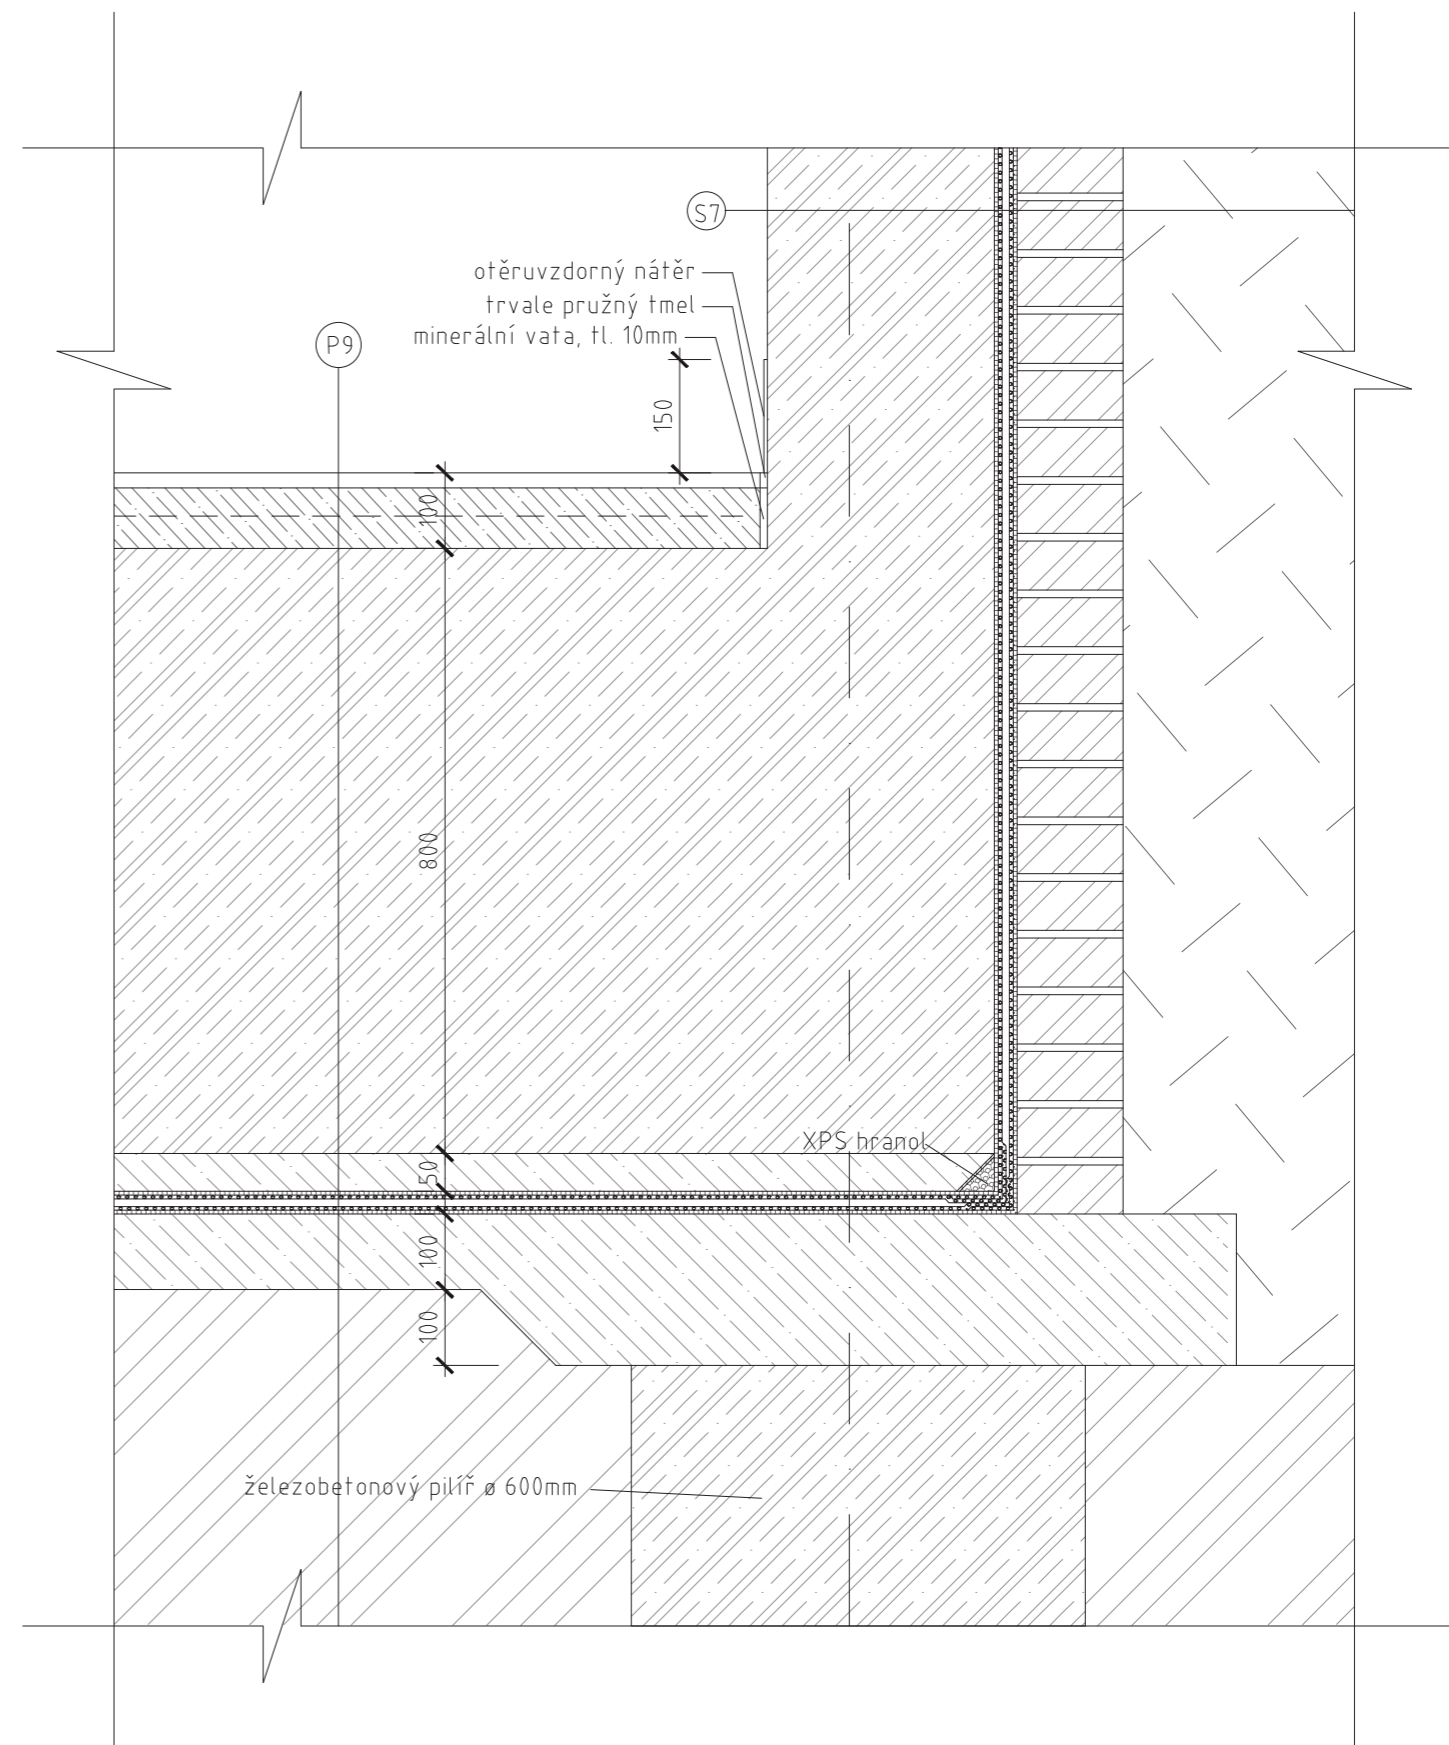 S7
otěruvzdorný nátěr
trvale pružný tmel
minerální vata, tl. 10mm
P9
150
100
800
XPS hranol
50
100
100
železobetonový pilíř ø 600mm